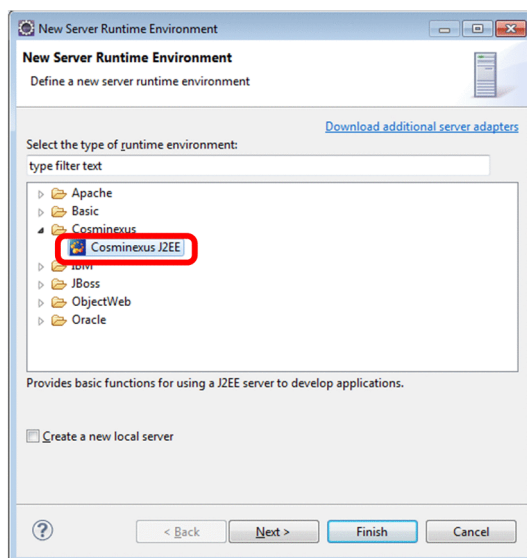 New Server Runtime Environment
New Server Runtime Environment
Define a new server runtime environment
Download additional server adapters
Select the type of runtime environment:
type filter text
Apache
Basic
Cosminexus
Cosminexus J2EE
IBM
JBoss
ObjectWeb
Oracle
Provides basic functions for using a J2EE server to develop applications.
Create a new local server
? < Back Next > Finish Cancel